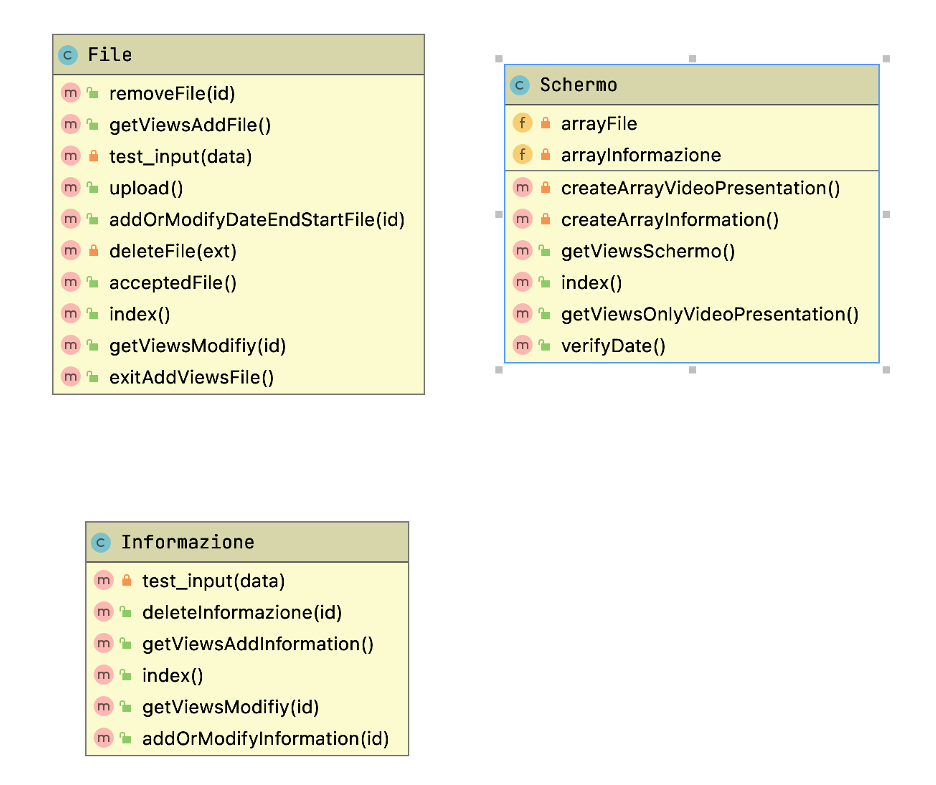 File
removeFile(id)
getViewsAddFile()
test_input(data)
upload()
addOrModifyDateEndStartFile(id)
deleteFile(ext)
acceptedFile()
index()
getViewsModifiy(id)
exitAddViewsFile()
Schermo
arrayFile
arrayInformazione
createArrayVideoPresentation()
createArrayInformation()
getViewsSchermo()
index()
getViewsOnlyVideoPresentation()
verifyDate()
Informazione
test_input(data)
deleteInformazione(id)
getViewsAddInformation()
index()
getViewsModifiy(id)
addOrModifyInformation(id)